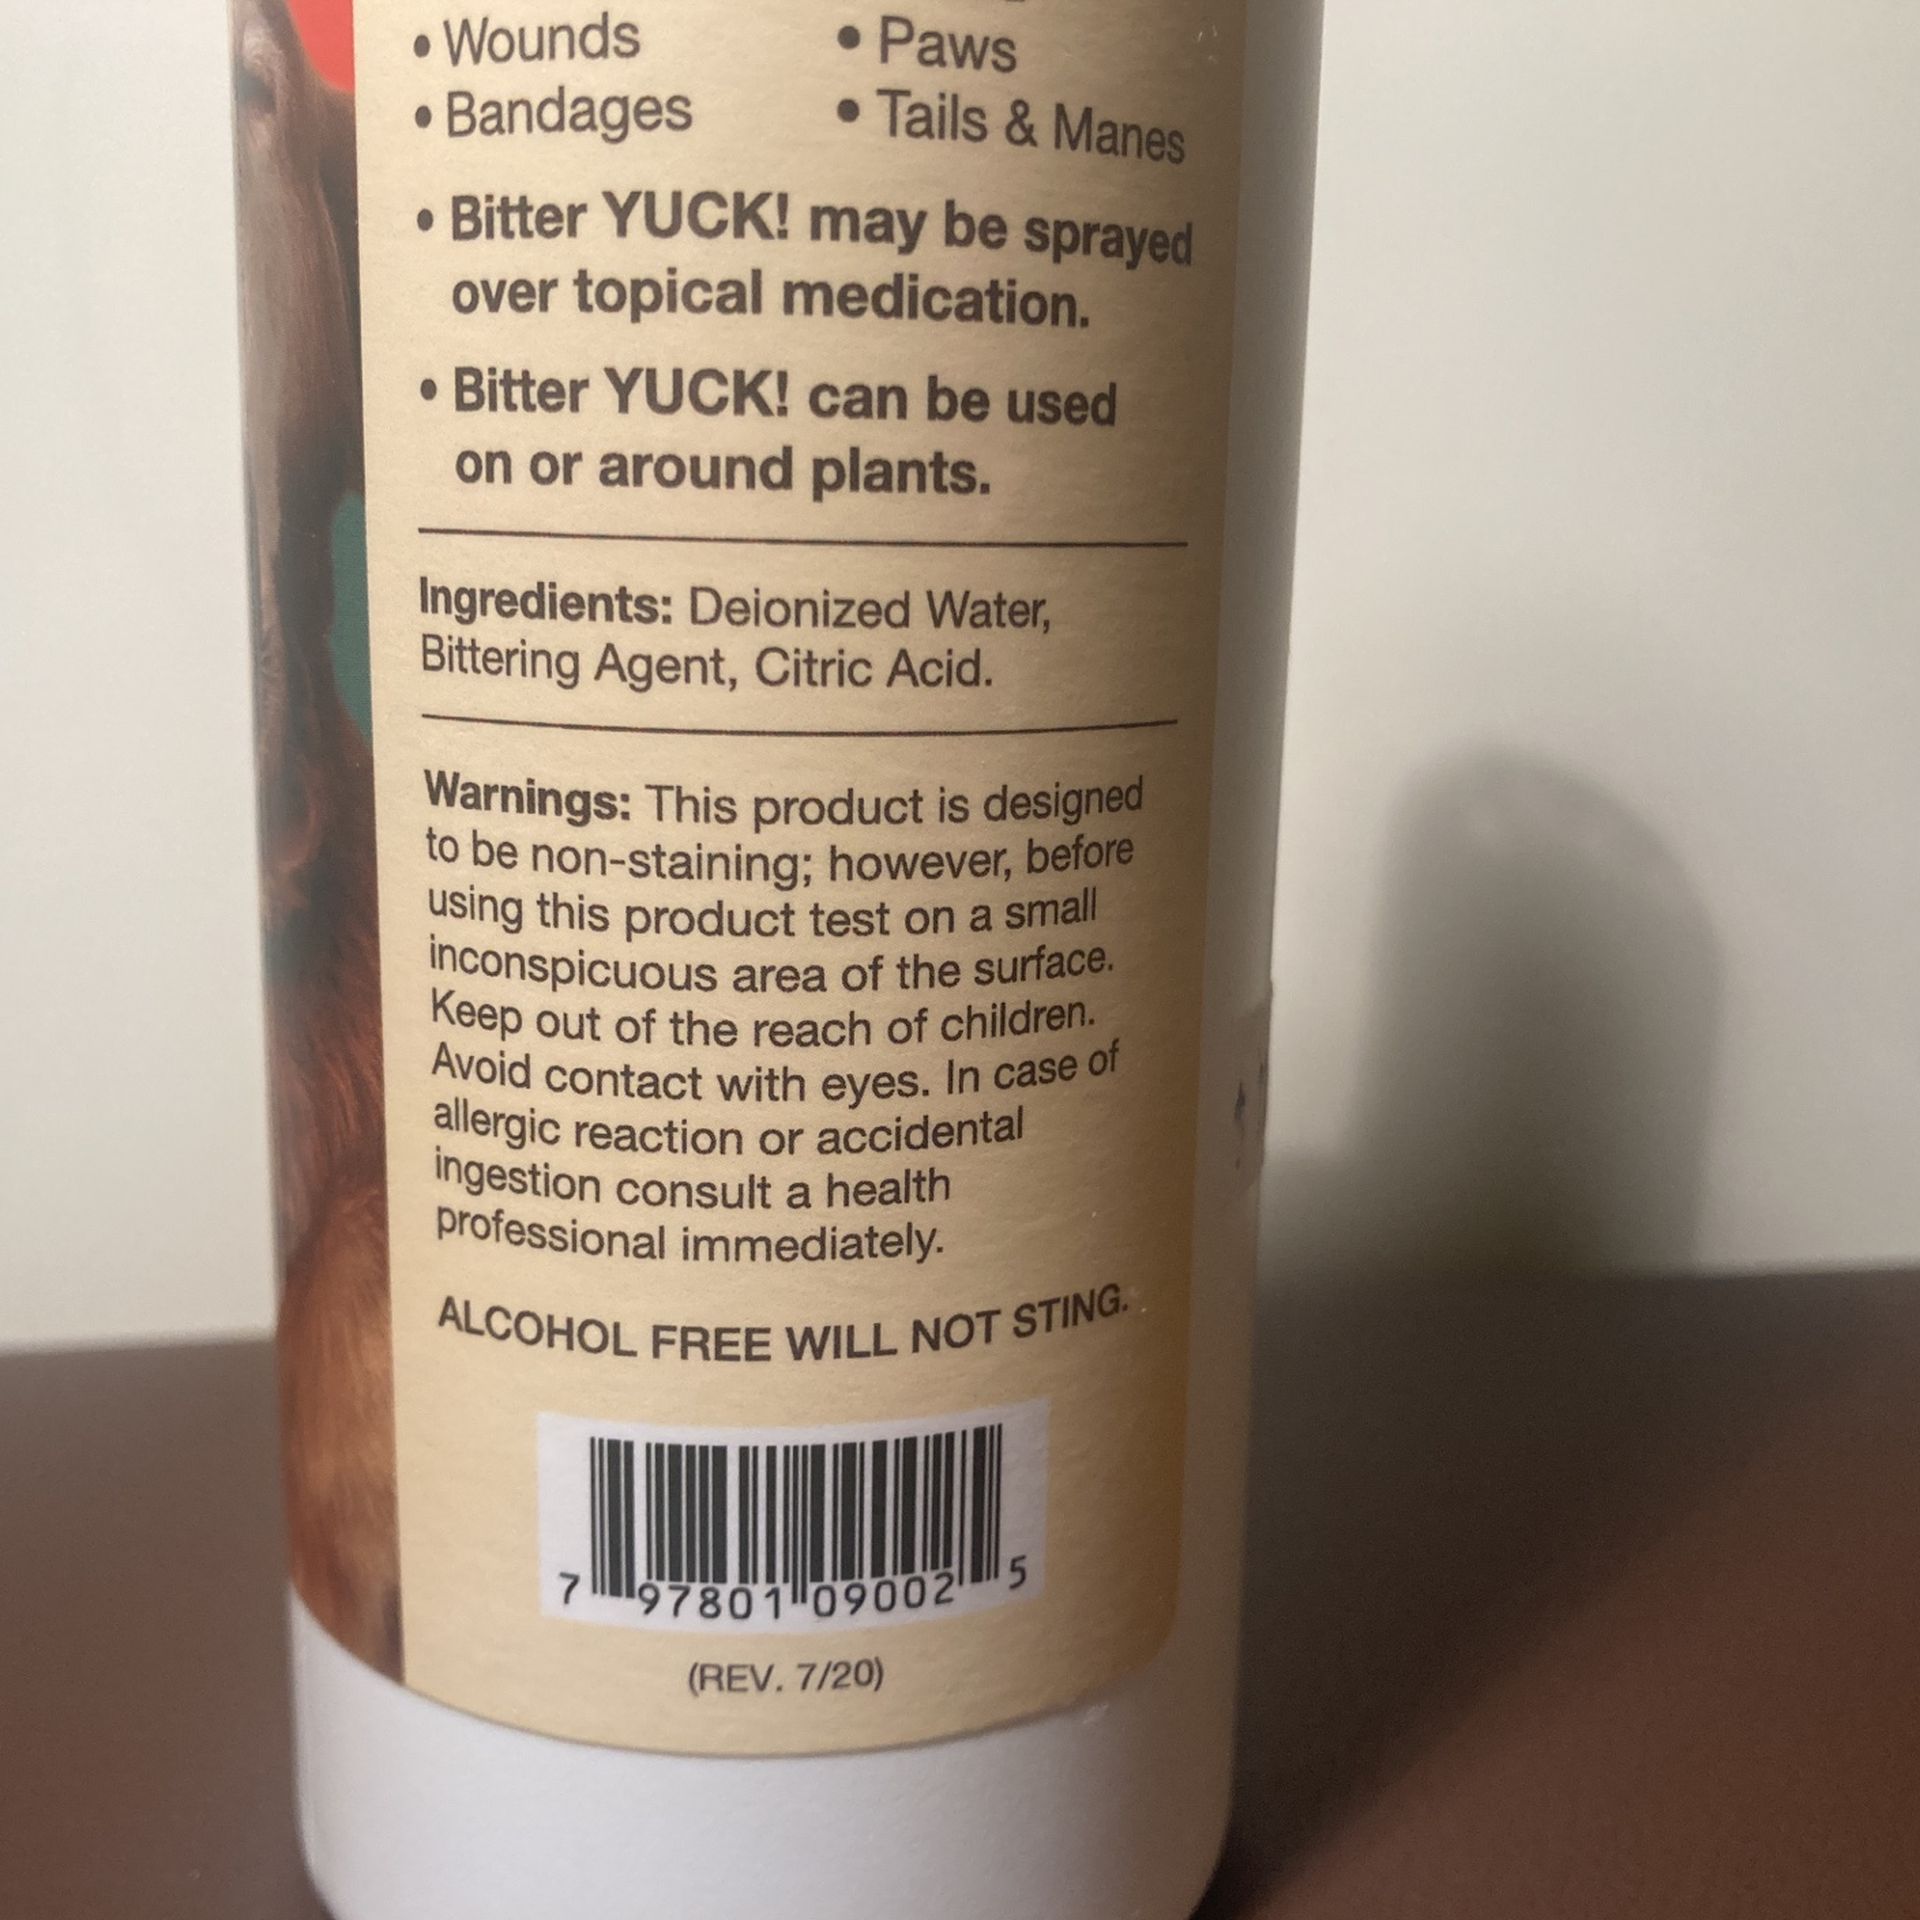 • Wounds • Paws
• Bandages • Tails & Manes
• Bitter YUCK! may be sprayed
over topical medication.
• Bitter YUCK! can be used
on or around plants.
Ingredients: Deionized Water,
Bittering Agent, Citric Acid.
Warnings: This product is designed
to be non-staining; however, before
using this product test on a small
inconspicuous area of the surface.
Keep out of the reach of children.
Avoid contact with eyes. In case of
allergic reaction or accidental
ingestion consult a health
professional immediately.
ALCOHOL FREE WILL NOT STING.
7 97801 09002 5
(REV. 7/20)